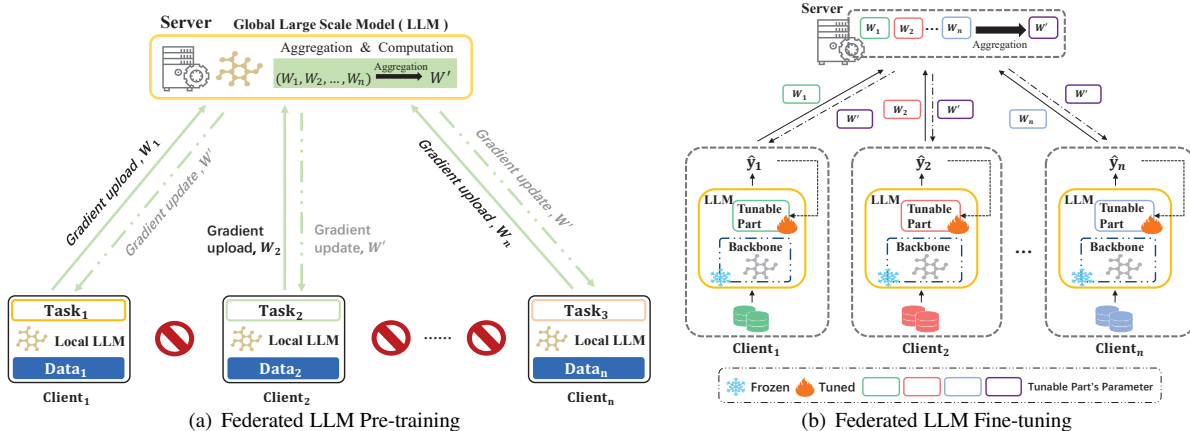 Server
Global Large Scale Model ( LLM )
Aggregation & Computation
(W₁, W₂, ..., Wₙ)
Aggregation
W′
Gradient upload , W₁
Gradient update , W′
Gradient
upload, W₂
Gradient
update, W′
Gradient update , W′
Gradient upload , Wₙ
Task₁
Local LLM
Data₁
Client₁
Task₂
Local LLM
Data₂
Client₂
......
Task₃
Local LLM
Dataₙ
Clientₙ
(a) Federated LLM Pre-training
Server
W₁
W₂
...
Wₙ
Aggregation
W′
W₁
W′
W₂
W′
Wₙ
W′
ŷ₁
LLM
Tunable
Part
Backbone
Client₁
ŷ₂
LLM
Tunable
Part
Backbone
Client₂
...
ŷₙ
LLM
Tunable
Part
Backbone
Clientₙ
Frozen
Tuned
Tunable Part's Parameter
(b) Federated LLM Fine-tuning